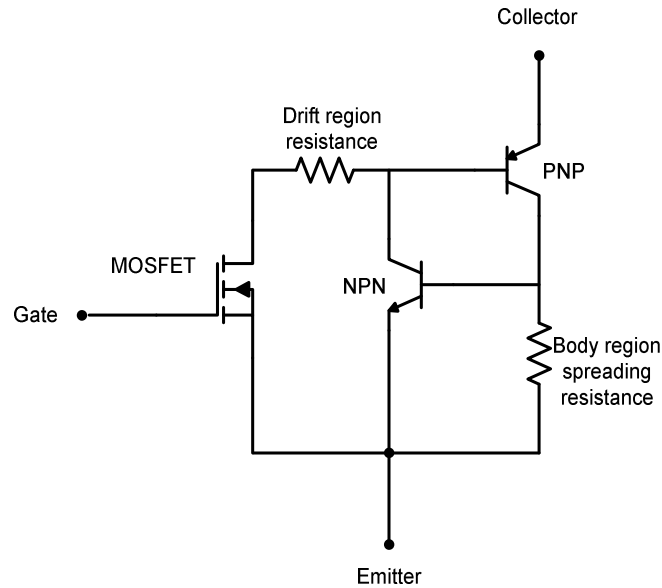 Collector
Drift region
resistance
PNP
MOSFET
NPN
Gate
Body region
spreading
resistance
Emitter